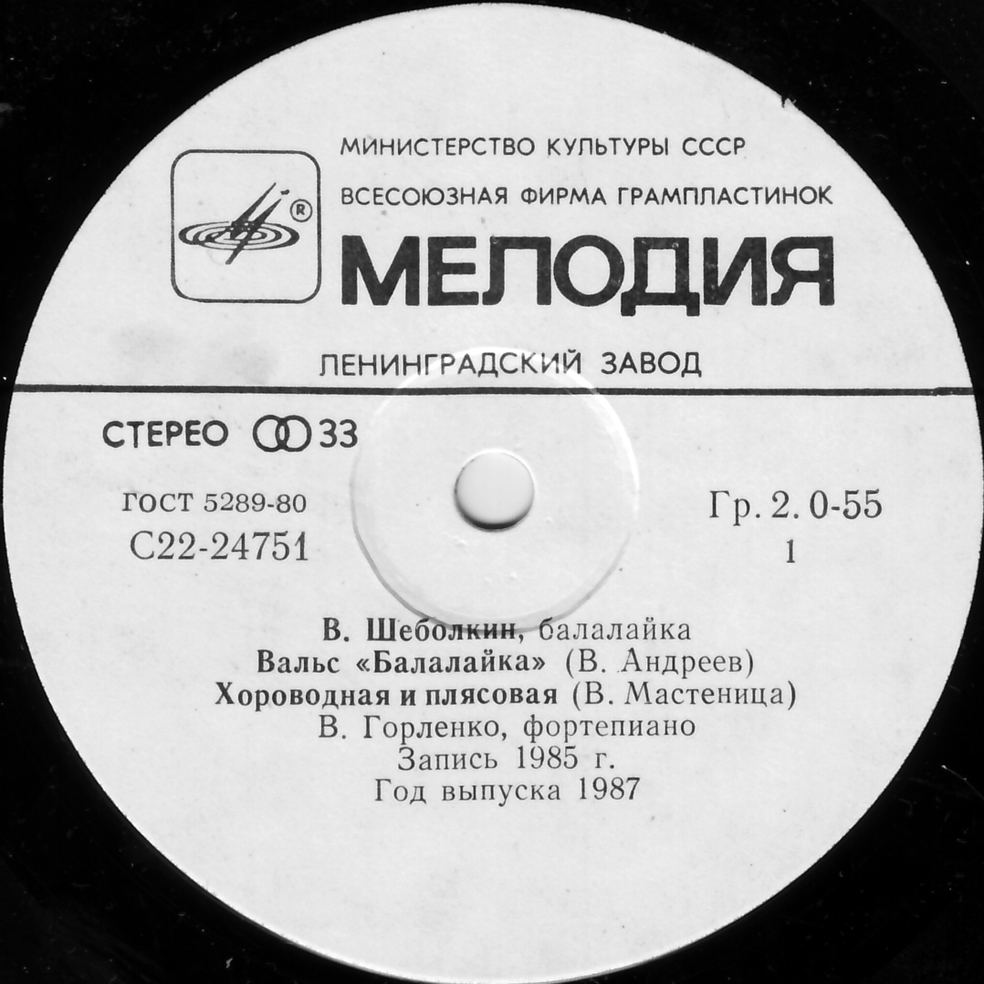 МИНИСТЕРСТВО КУЛЬТУРЫ СССР
ВСЕСОЮЗНАЯ ФИРМА ГРАМПЛАСТИНОК
®
МЕЛОДИЯ
ЛЕНИНГРАДСКИЙ ЗАВОД
СТЕРЕО 33
ГОСТ 5289-80
Гр. 2. 0-55
С22-24751
1
В. Шеболкин, балалайка
Вальс «Балалайка» (В. Андреев)
Хороводная и плясовая (В. Мастеница)
В. Горленко, фортепиано
Запись 1985 г.
Год выпуска 1987